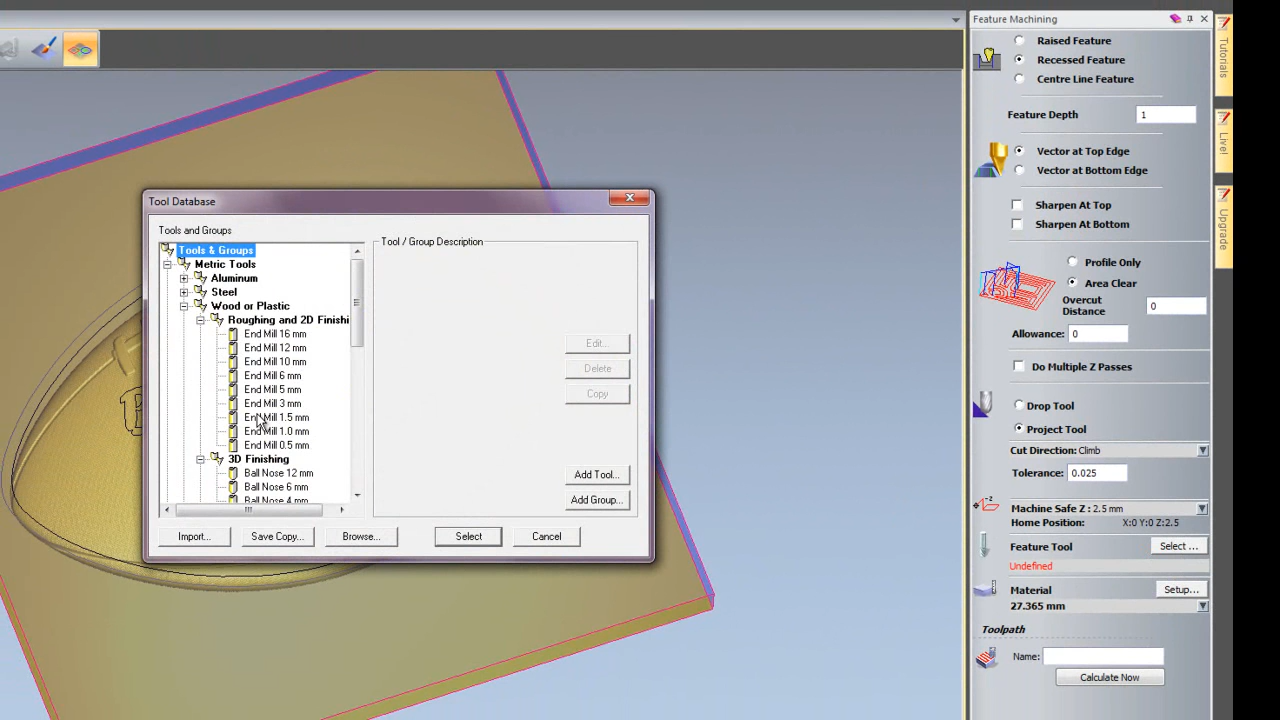 Feature Machining
Raised Feature
Recessed Feature
Centre Line Feature
Feature Depth 1
Vector at Top Edge
Vector at Bottom Edge
Sharpen At Top
Sharpen At Bottom
Profile Only
Area Clear
Overcut
Distance 0
Allowance: 0
Do Multiple Z Passes
Drop Tool
Project Tool
Cut Direction: Climb
Tolerance: 0.025
Machine Safe Z : 2.5 mm
Home Position: X:0 Y:0 Z:2.5
Feature Tool Select ...
Undefined
Material Setup...
27.365 mm
Toolpath
Name:
Calculate Now
Tutorials
Live!
Upgrade
Tool Database
Tools and Groups
Tools & Groups
Metric Tools
Aluminum
Steel
Wood or Plastic
Roughing and 2D Finishi
End Mill 16 mm
End Mill 12 mm
End Mill 10 mm
End Mill 6 mm
End Mill 5 mm
End Mill 3 mm
End Mill 1.5 mm
End Mill 1.0 mm
End Mill 0.5 mm
3D Finishing
Ball Nose 12 mm
Ball Nose 6 mm
Ball Nose 4 mm
Tool / Group Description
Edit...
Delete
Copy
Add Tool...
Add Group...
Import...
Save Copy...
Browse...
Select
Cancel